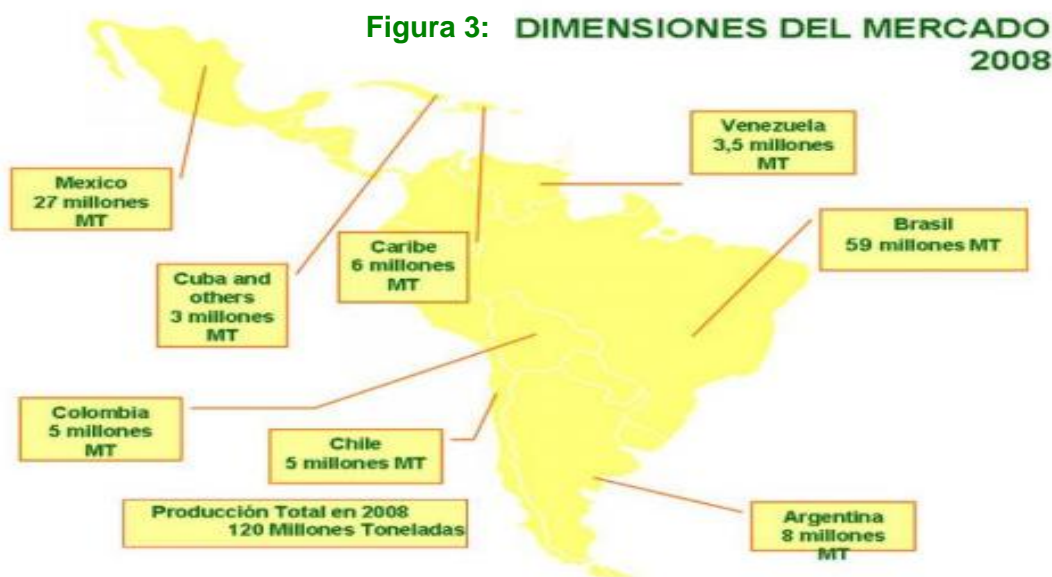 Figura 3: DIMENSIONES DEL MERCADO
2008
Venezuela
3,5 millones
MT
Mexico
27 millones
MT
Brasil
59 millones MT
Caribe
6 millones
MT
Cuba and
others
3 millones
MT
Colombia
5 millones
MT
Chile
5 millones MT
Producción Total en 2008
120 Millones Toneladas
Argentina
8 millones
MT